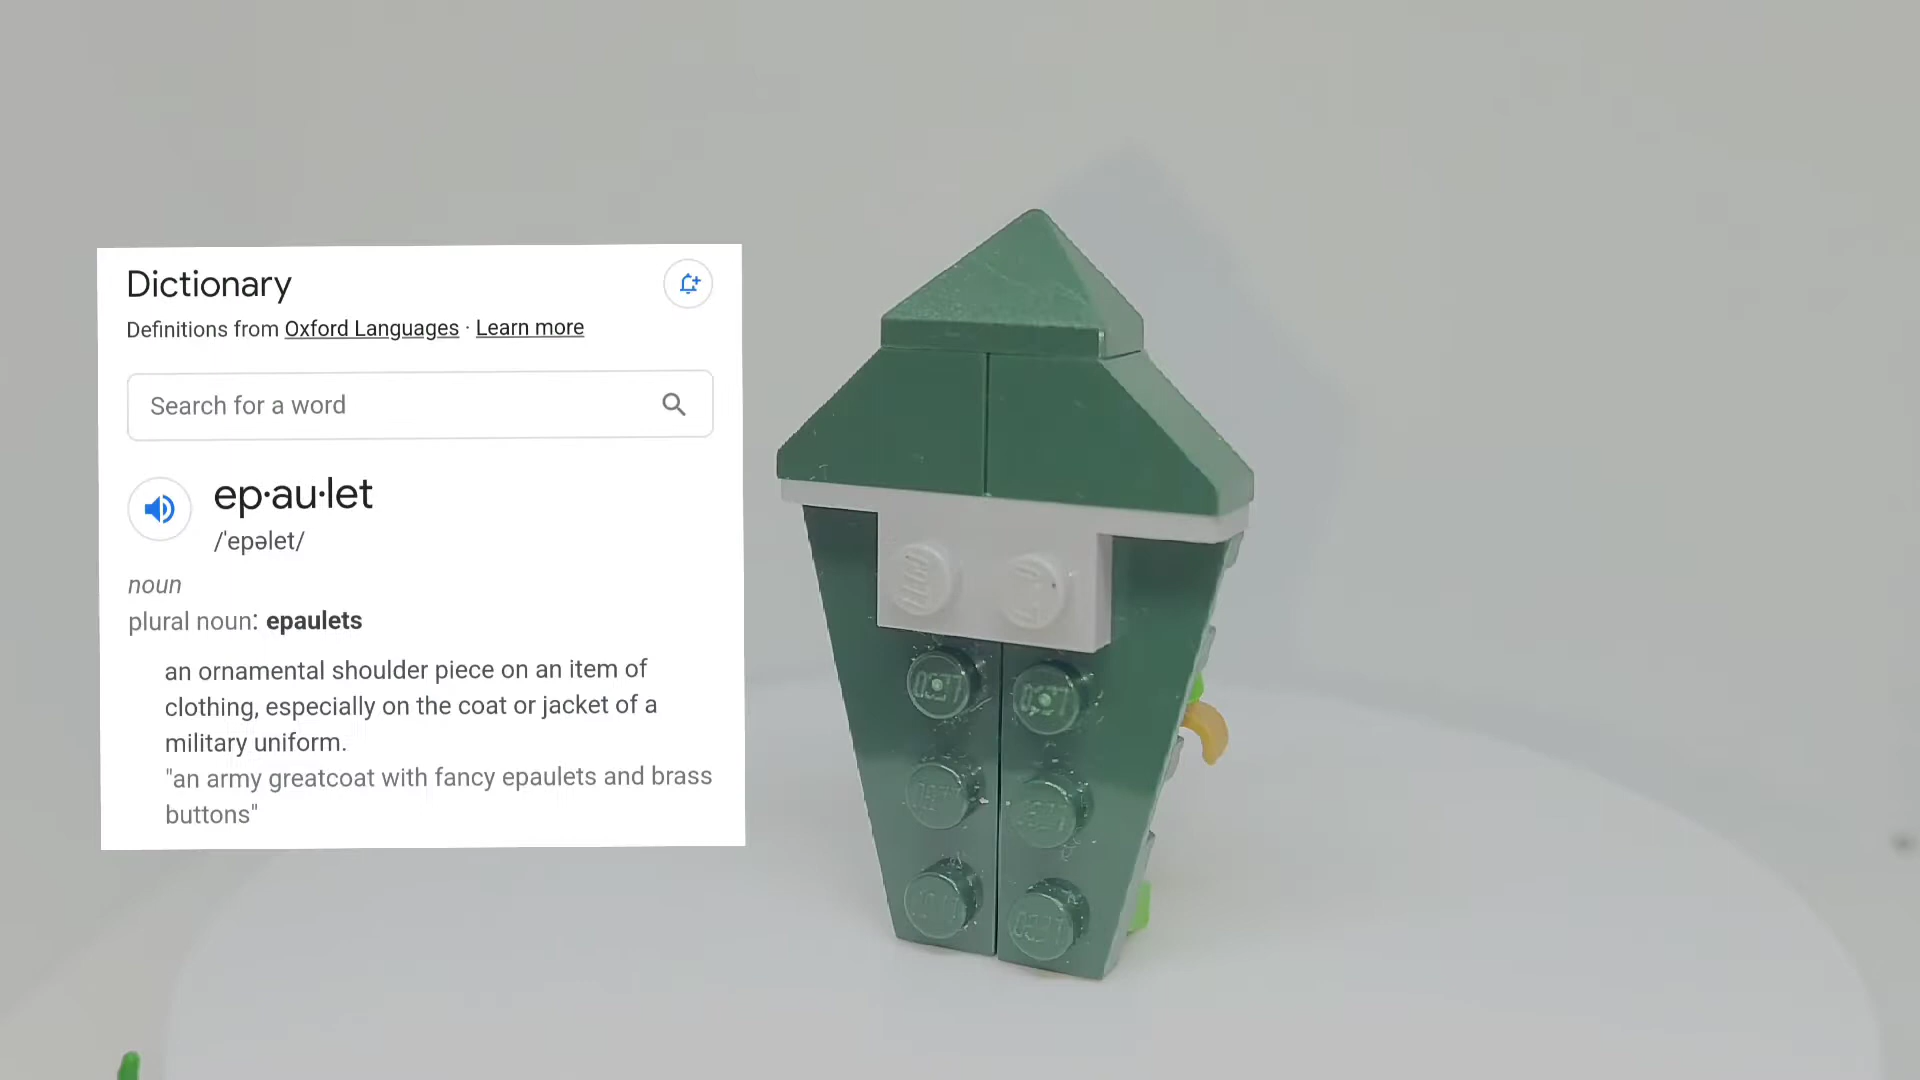 Dictionary
Definitions from Oxford Languages · Learn more
Search for a word
ep·au·let
/ˈepələt/
noun
plural noun: epaulets
an ornamental shoulder piece on an item of
clothing, especially on the coat or jacket of a
military uniform.
"an army greatcoat with fancy epaulets and brass
buttons"